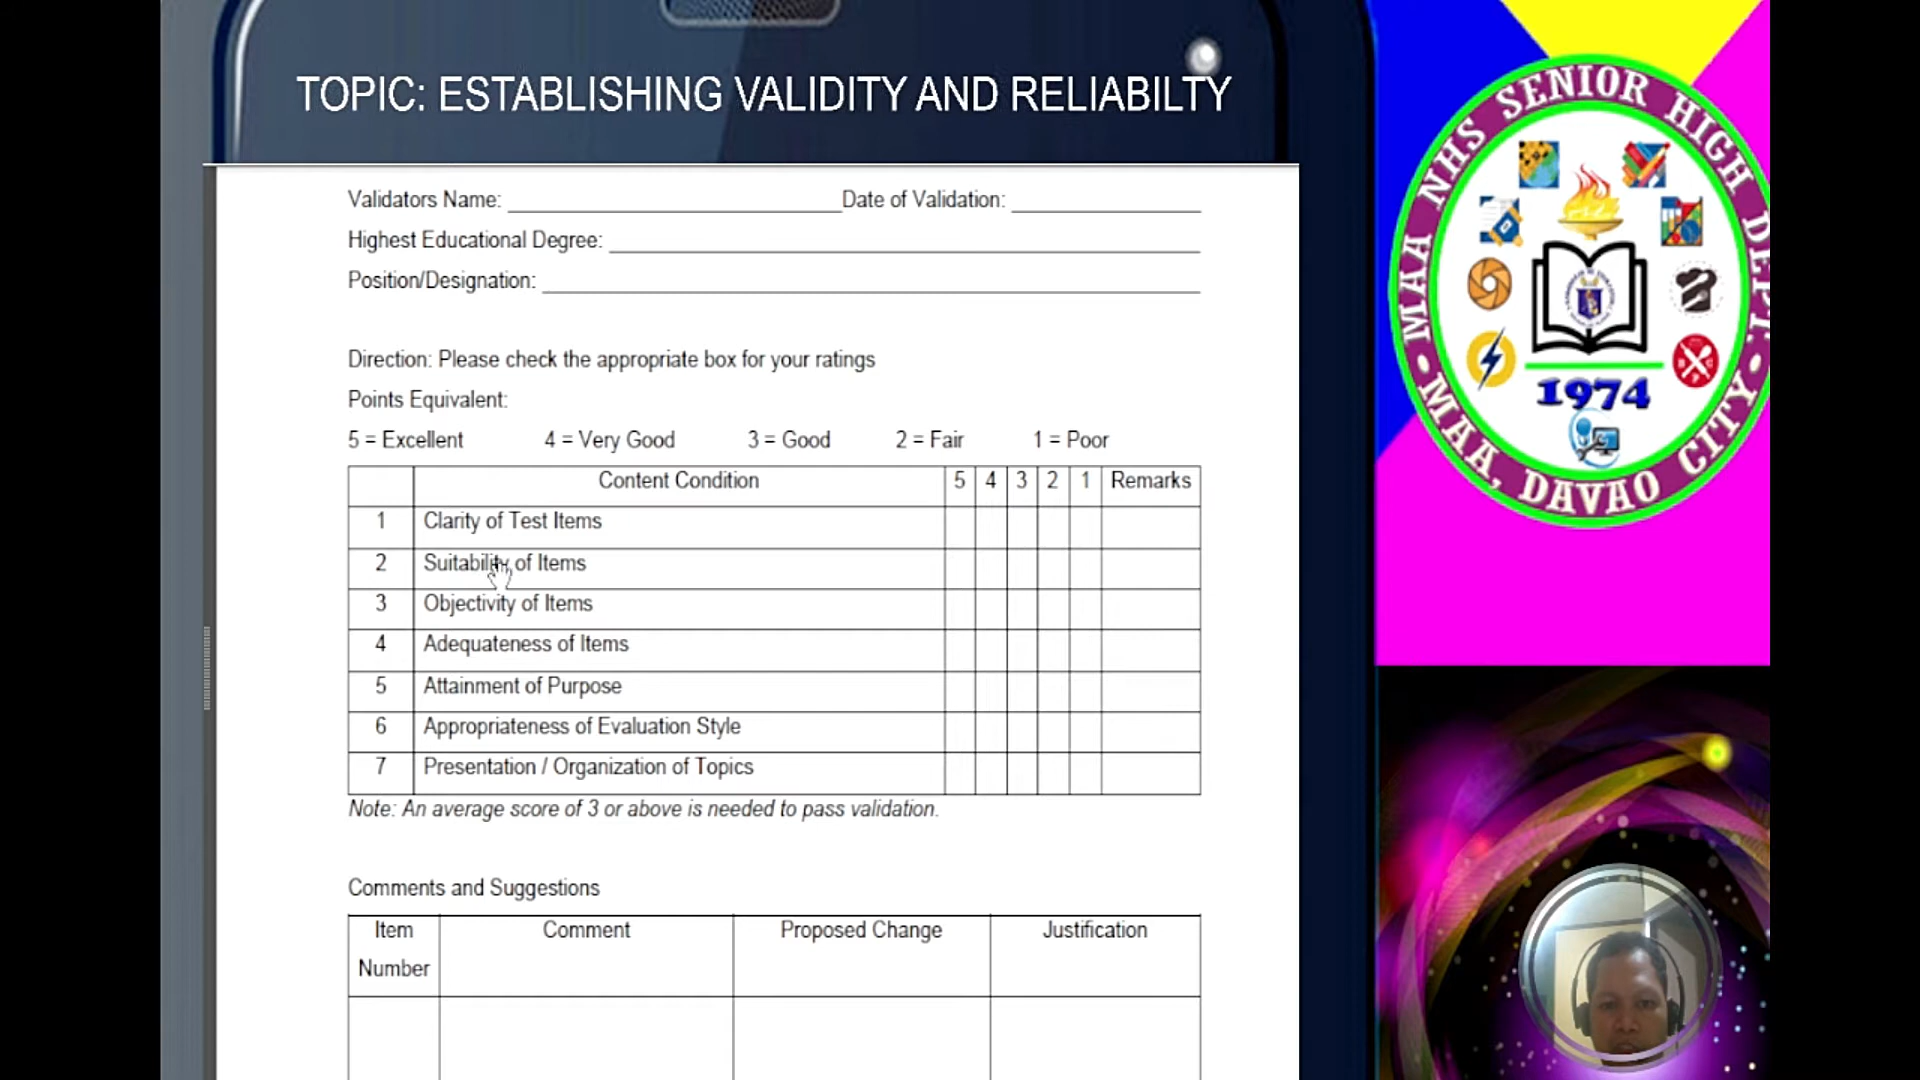 TOPIC: ESTABLISHING VALIDITY AND RELIABILTY
Validators Name: ______________________________Date of Validation: _________________
Highest Educational Degree: _____________________________________________________
Position/Designation: ___________________________________________________________
Direction: Please check the appropriate box for your ratings
Points Equivalent:
5 = Excellent 4 = Very Good 3 = Good 2 = Fair 1 = Poor
Content Condition 5 4 3 2 1 Remarks
1 Clarity of Test Items
2 Suitability of Items
3 Objectivity of Items
4 Adequateness of Items
5 Attainment of Purpose
6 Appropriateness of Evaluation Style
7 Presentation / Organization of Topics
Note: An average score of 3 or above is needed to pass validation.
Comments and Suggestions
Item Number Comment Proposed Change Justification
MAA NHS SENIOR HIGH DEPT.
1974
MAA, DAVAO CITY